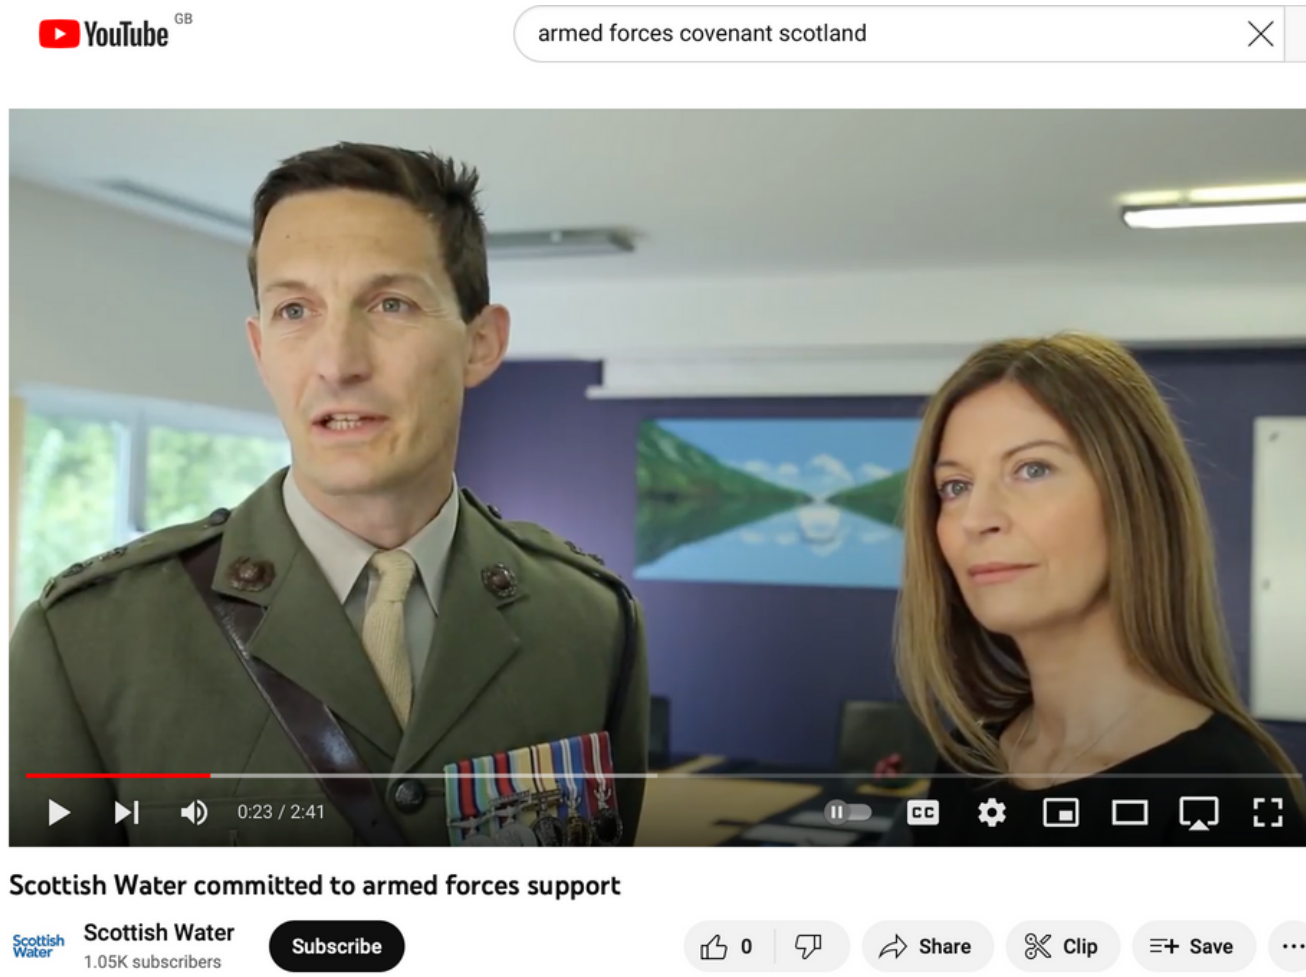 YouTube GB
armed forces covenant scotland
0:23 / 2:41
CC
Scottish Water committed to armed forces support
Scottish
Water
Scottish Water
1.05K subscribers
Subscribe
0
Share
Clip
Save